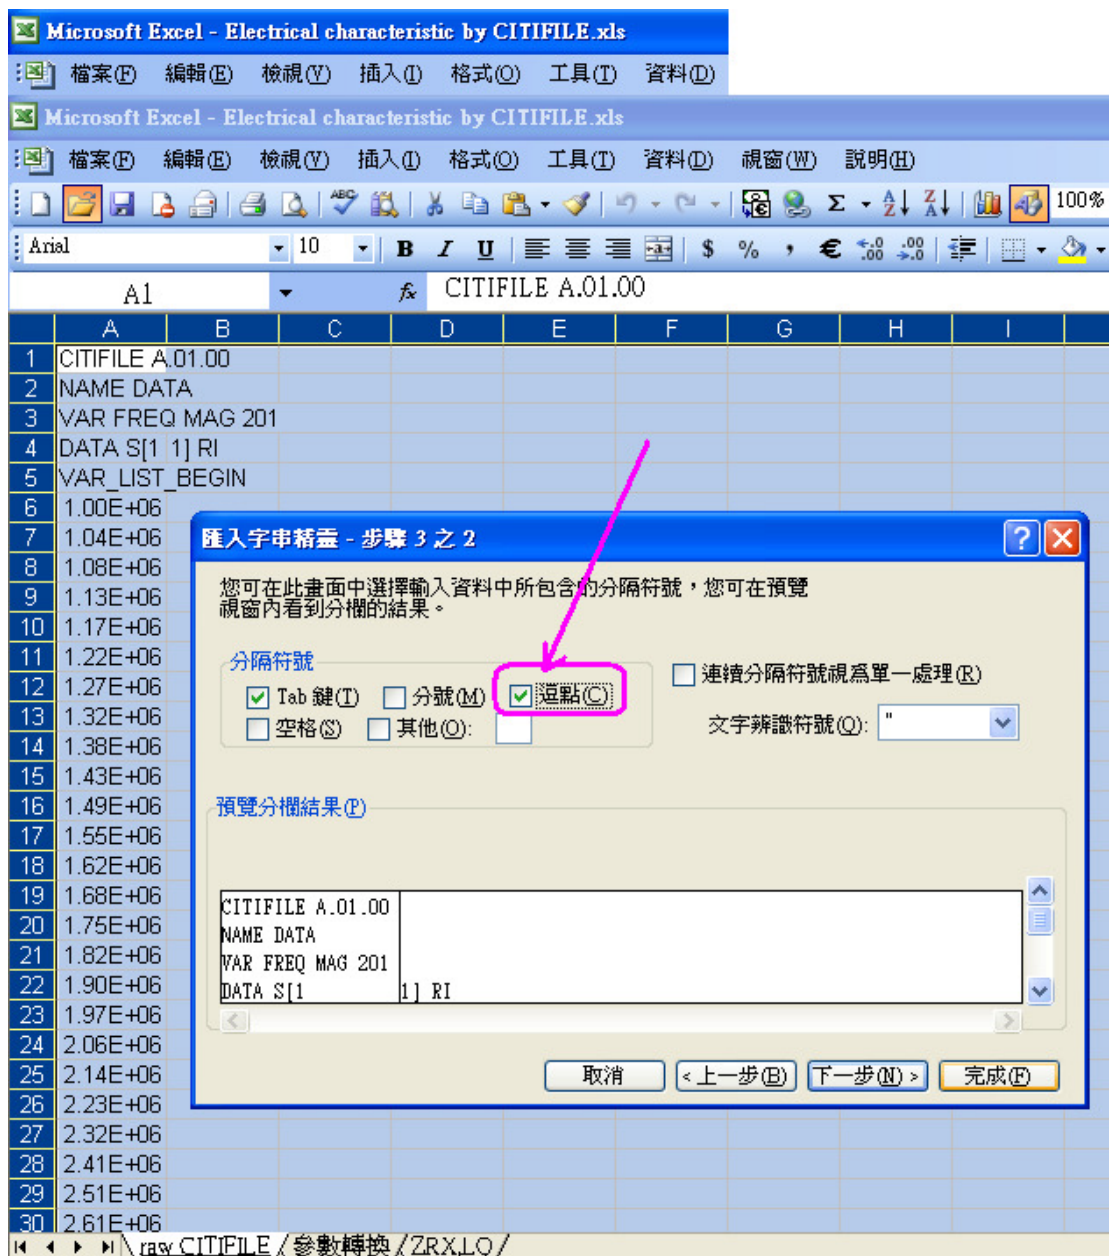 Microsoft Excel - Electrical characteristic by CITIFILE.xls
檔案(F) 編輯(E) 檢視(V) 插入(I) 格式(O) 工具(T) 資料(D)
Microsoft Excel - Electrical characteristic by CITIFILE.xls
檔案(F) 編輯(E) 檢視(V) 插入(I) 格式(O) 工具(T) 資料(D) 視窗(W) 說明(H)
100%
Arial 10 B I U $ % , €
A1 fx CITIFILE A.01.00
A B C D E F G H I
1 CITIFILE A.01.00
2 NAME DATA
3 VAR FREQ MAG 201
4 DATA S[1 1] RI
5 VAR_LIST_BEGIN
6 1.00E+06
7 1.04E+06
8 1.08E+06
9 1.13E+06
10 1.17E+06
11 1.22E+06
12 1.27E+06
13 1.32E+06
14 1.38E+06
15 1.43E+06
16 1.49E+06
17 1.55E+06
18 1.62E+06
19 1.68E+06
20 1.75E+06
21 1.82E+06
22 1.90E+06
23 1.97E+06
24 2.06E+06
25 2.14E+06
26 2.23E+06
27 2.32E+06
28 2.41E+06
29 2.51E+06
30 2.61E+06
匯入字串精靈 - 步驟 3 之 2
您可在此畫面中選擇輸入資料中所包含的分隔符號，您可在預覽
視窗內看到分欄的結果。
分隔符號
Tab 鍵(T) 分號(M) 逗點(C)
空格(S) 其他(O):
連續分隔符號視為單一處理(R)
文字辨識符號(Q): "
預覽分欄結果(P)
CITIFILE A.01.00
NAME DATA
VAR FREQ MAG 201
DATA S[1 1] RI
取消 < 上一步(B) 下一步(N) > 完成(F)
raw CITIFILE / 參數轉換 / ZRX,LO /